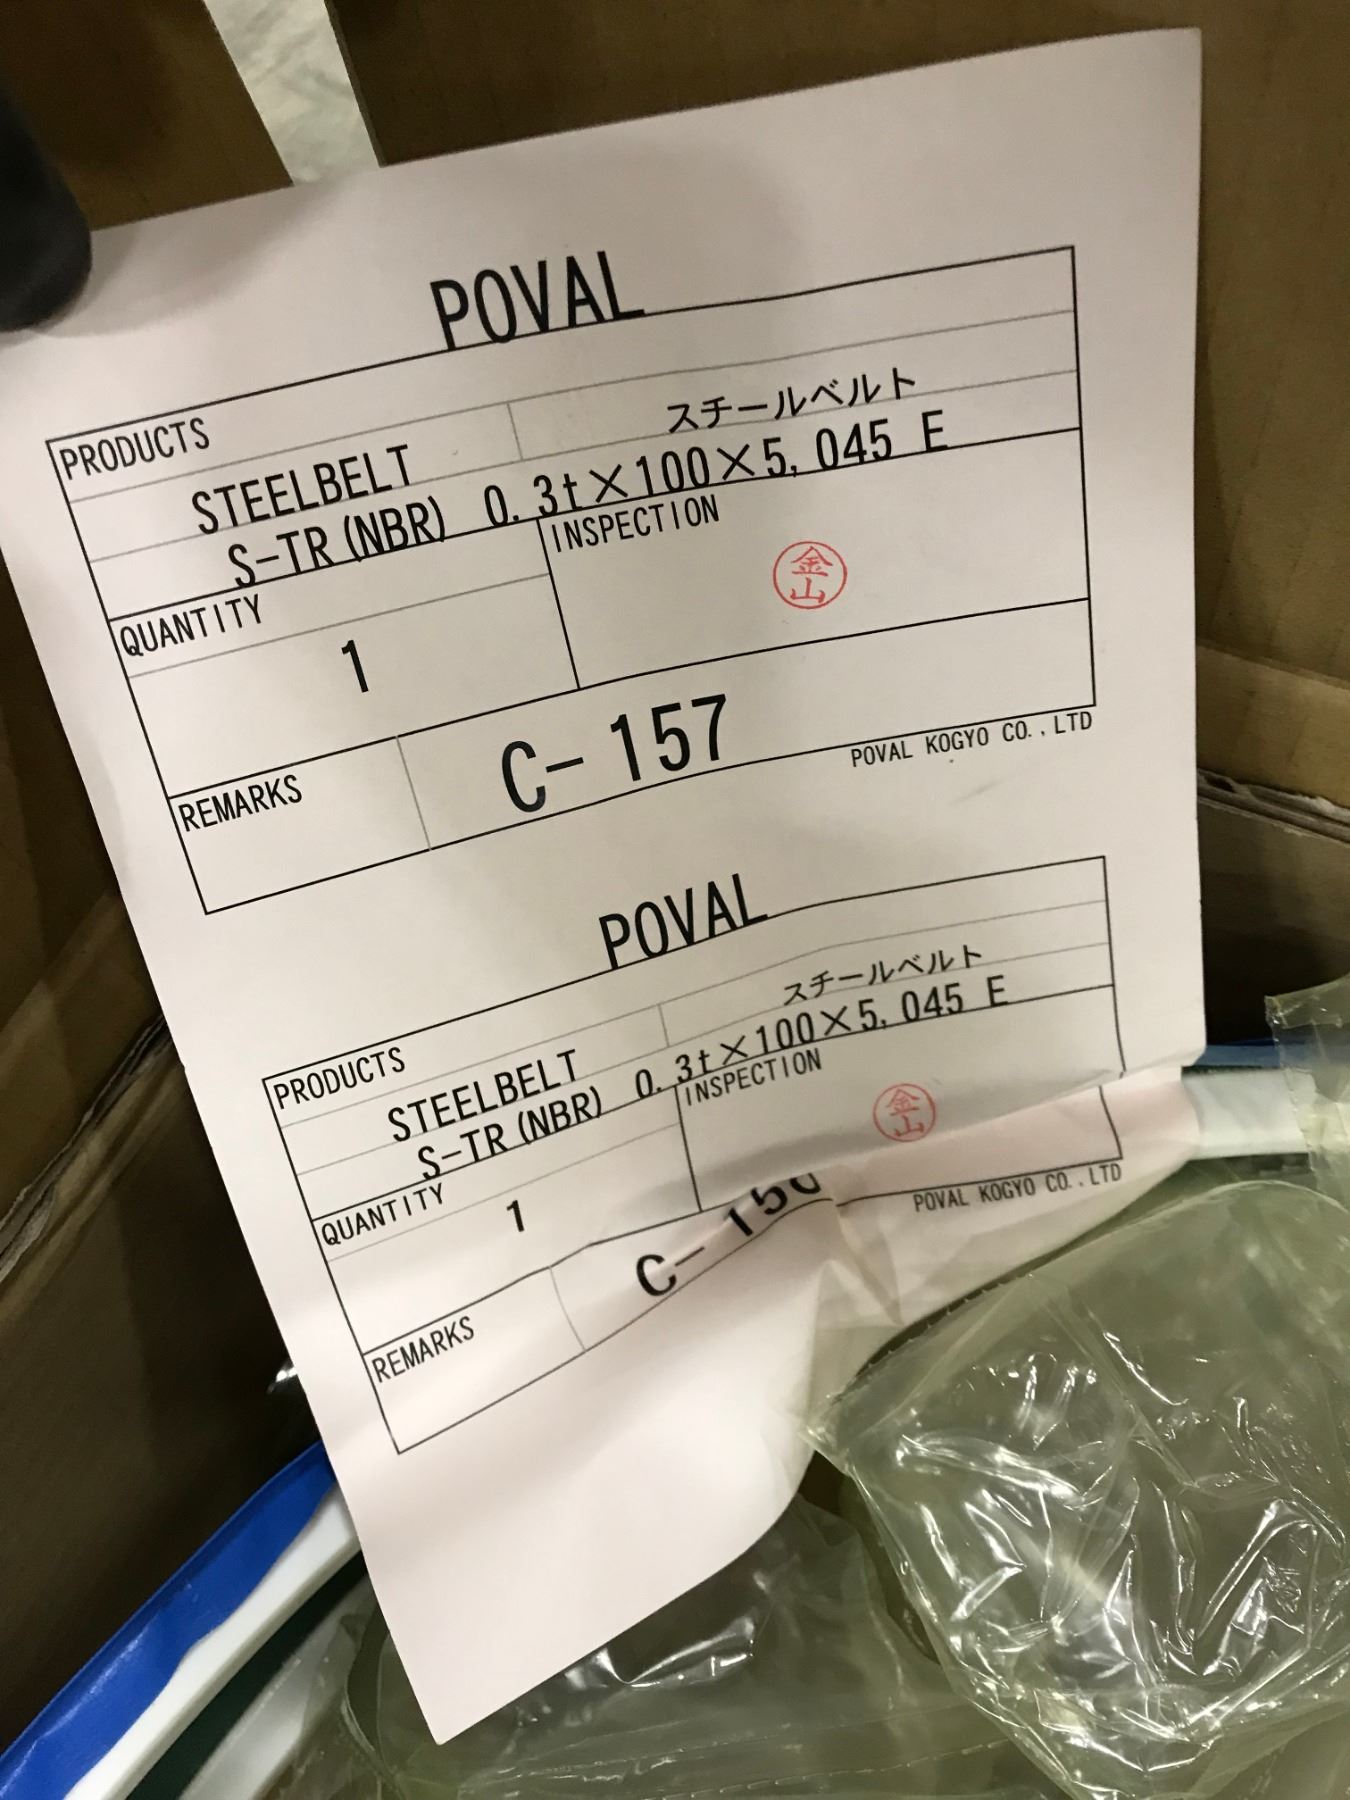 POVAL
PRODUCTS
STEELBELT スチールベルト
S-TR (NBR) 0. 3t×100×5, 045 E
QUANTITY
1
INSPECTION
金山
REMARKS
C- 157
POVAL KOGYO CO., LTD
POVAL
PRODUCTS
STEELBELT スチールベルト
S-TR (NBR) 0. 3t×100×5, 045 E
QUANTITY
1
INSPECTION
金山
REMARKS
POVAL KOGYO CO., LTD